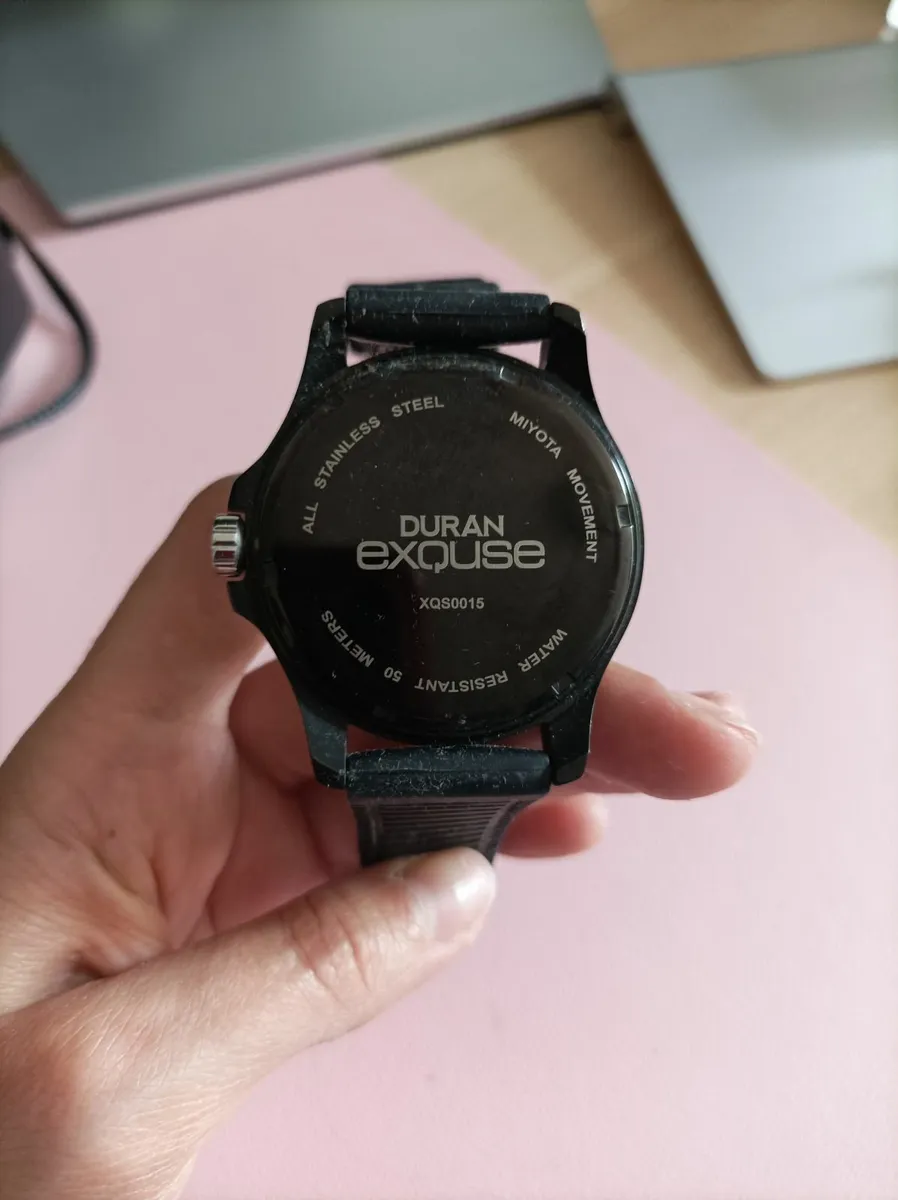 ALL STAINLESS STEEL
MIYOTA MOVEMENT
DURAN
exquse
XQS0015
WATER RESISTANT 50 METERS